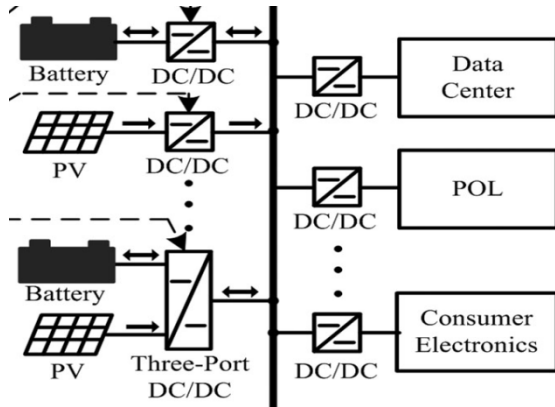 Battery
DC/DC
DC/DC
Data
Center
PV
DC/DC
DC/DC
POL
Battery
PV
Three-Port
DC/DC
DC/DC
Consumer
Electronics